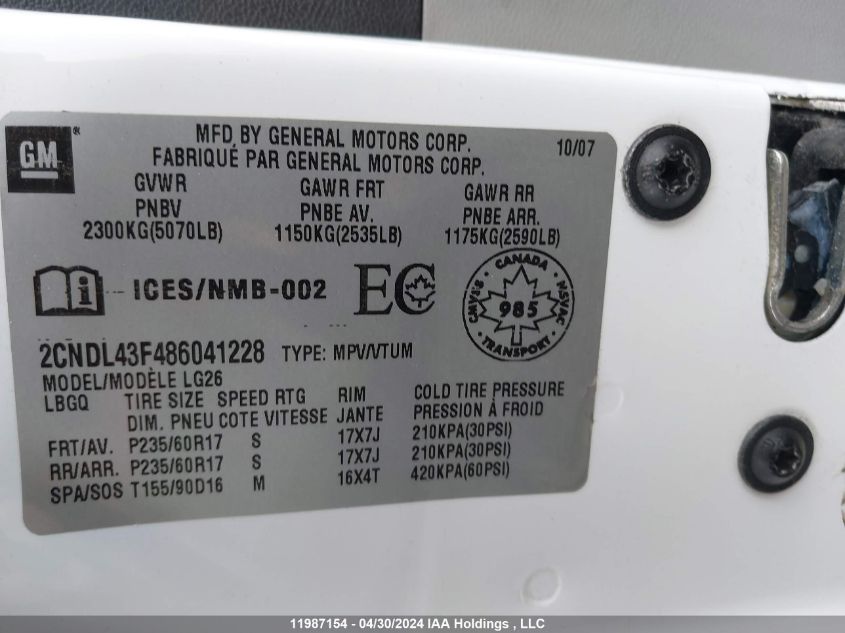 GM
MFD BY GENERAL MOTORS CORP. 10/07
FABRIQUÉ PAR GENERAL MOTORS CORP.
GVWR GAWR FRT GAWR RR
PNBV PNBE AV. PNBE ARR.
2300KG(5070LB) 1150KG(2535LB) 1175KG(2590LB)
i ICES/NMB-002 EC CANADA CMVSS 985 NSVAC TRANSPORT
2CNDL43F486041228 TYPE: MPV/VTUM
MODEL/MODÈLE LG26
LBGQ TIRE SIZE SPEED RTG RIM COLD TIRE PRESSURE
DIM. PNEU COTE VITESSE JANTE PRESSION À FROID
FRT/AV. P235/60R17 S 17X7J 210KPA(30PSI)
RR/ARR. P235/60R17 S 17X7J 210KPA(30PSI)
SPA/SOS T155/90D16 M 16X4T 420KPA(60PSI)
11987154 - 04/30/2024 IAA Holdings , LLC